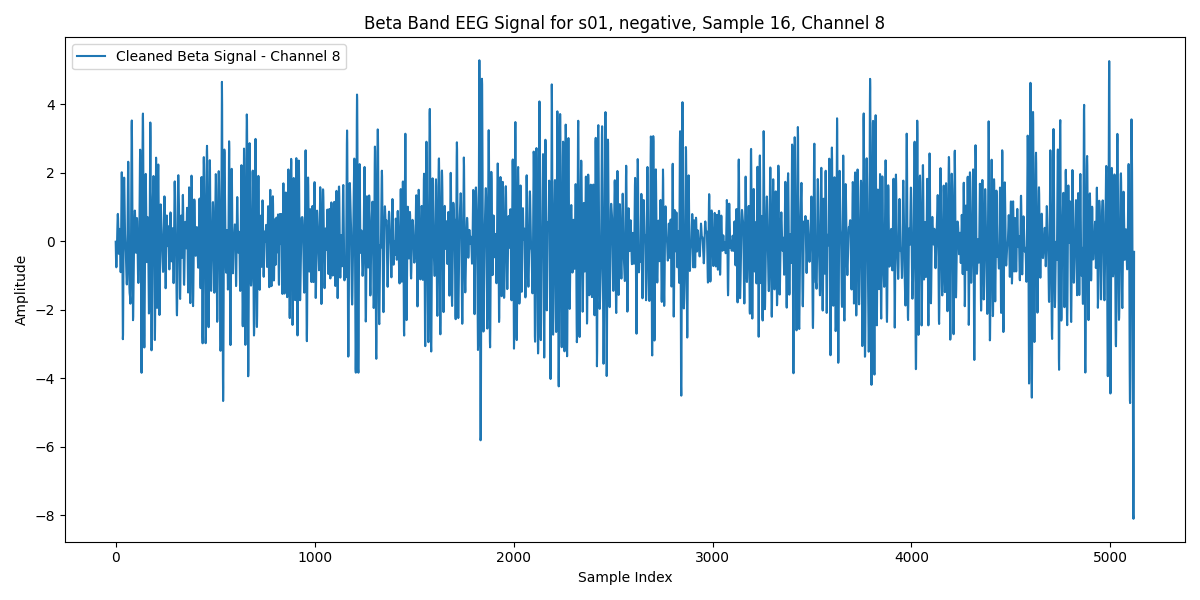 Beta Band EEG Signal for s01, negative, Sample 16, Channel 8
Cleaned Beta Signal - Channel 8
Amplitude
4
2
0
−2
−4
−6
−8
0 1000 2000 3000 4000 5000
Sample Index